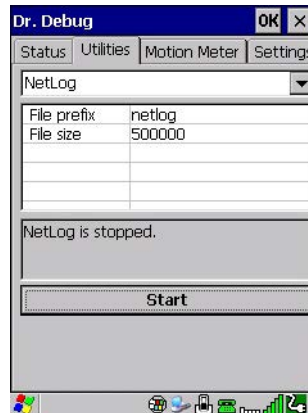 Dr. Debug OK
Status Utilities Motion Meter Settings
NetLog
File prefix netlog
File size 500000
NetLog is stopped.
Start